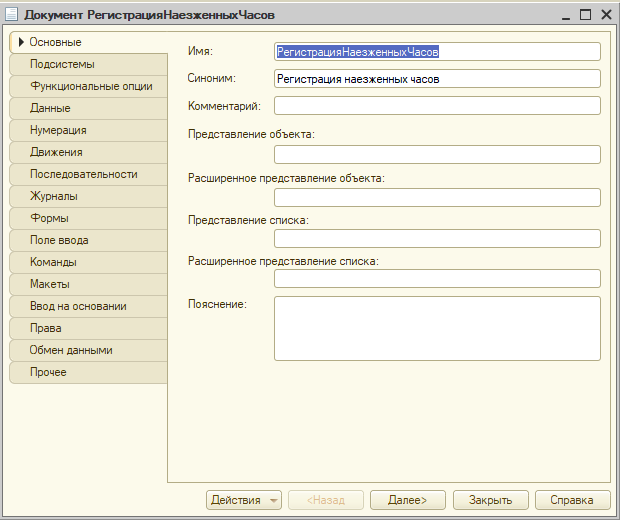 Документ РегистрацияНаезженныхЧасов
Основные
Подсистемы
Функциональные опции
Данные
Нумерация
Движения
Последовательности
Журналы
Формы
Поле ввода
Команды
Макеты
Ввод на основании
Права
Обмен данными
Прочее
Имя: РегистрацияНаезженныхЧасов
Синоним: Регистрация наезженных часов
Комментарий:
Представление объекта:
Расширенное представление объекта:
Представление списка:
Расширенное представление списка:
Пояснение:
Действия <Назад Далее> Закрыть Справка